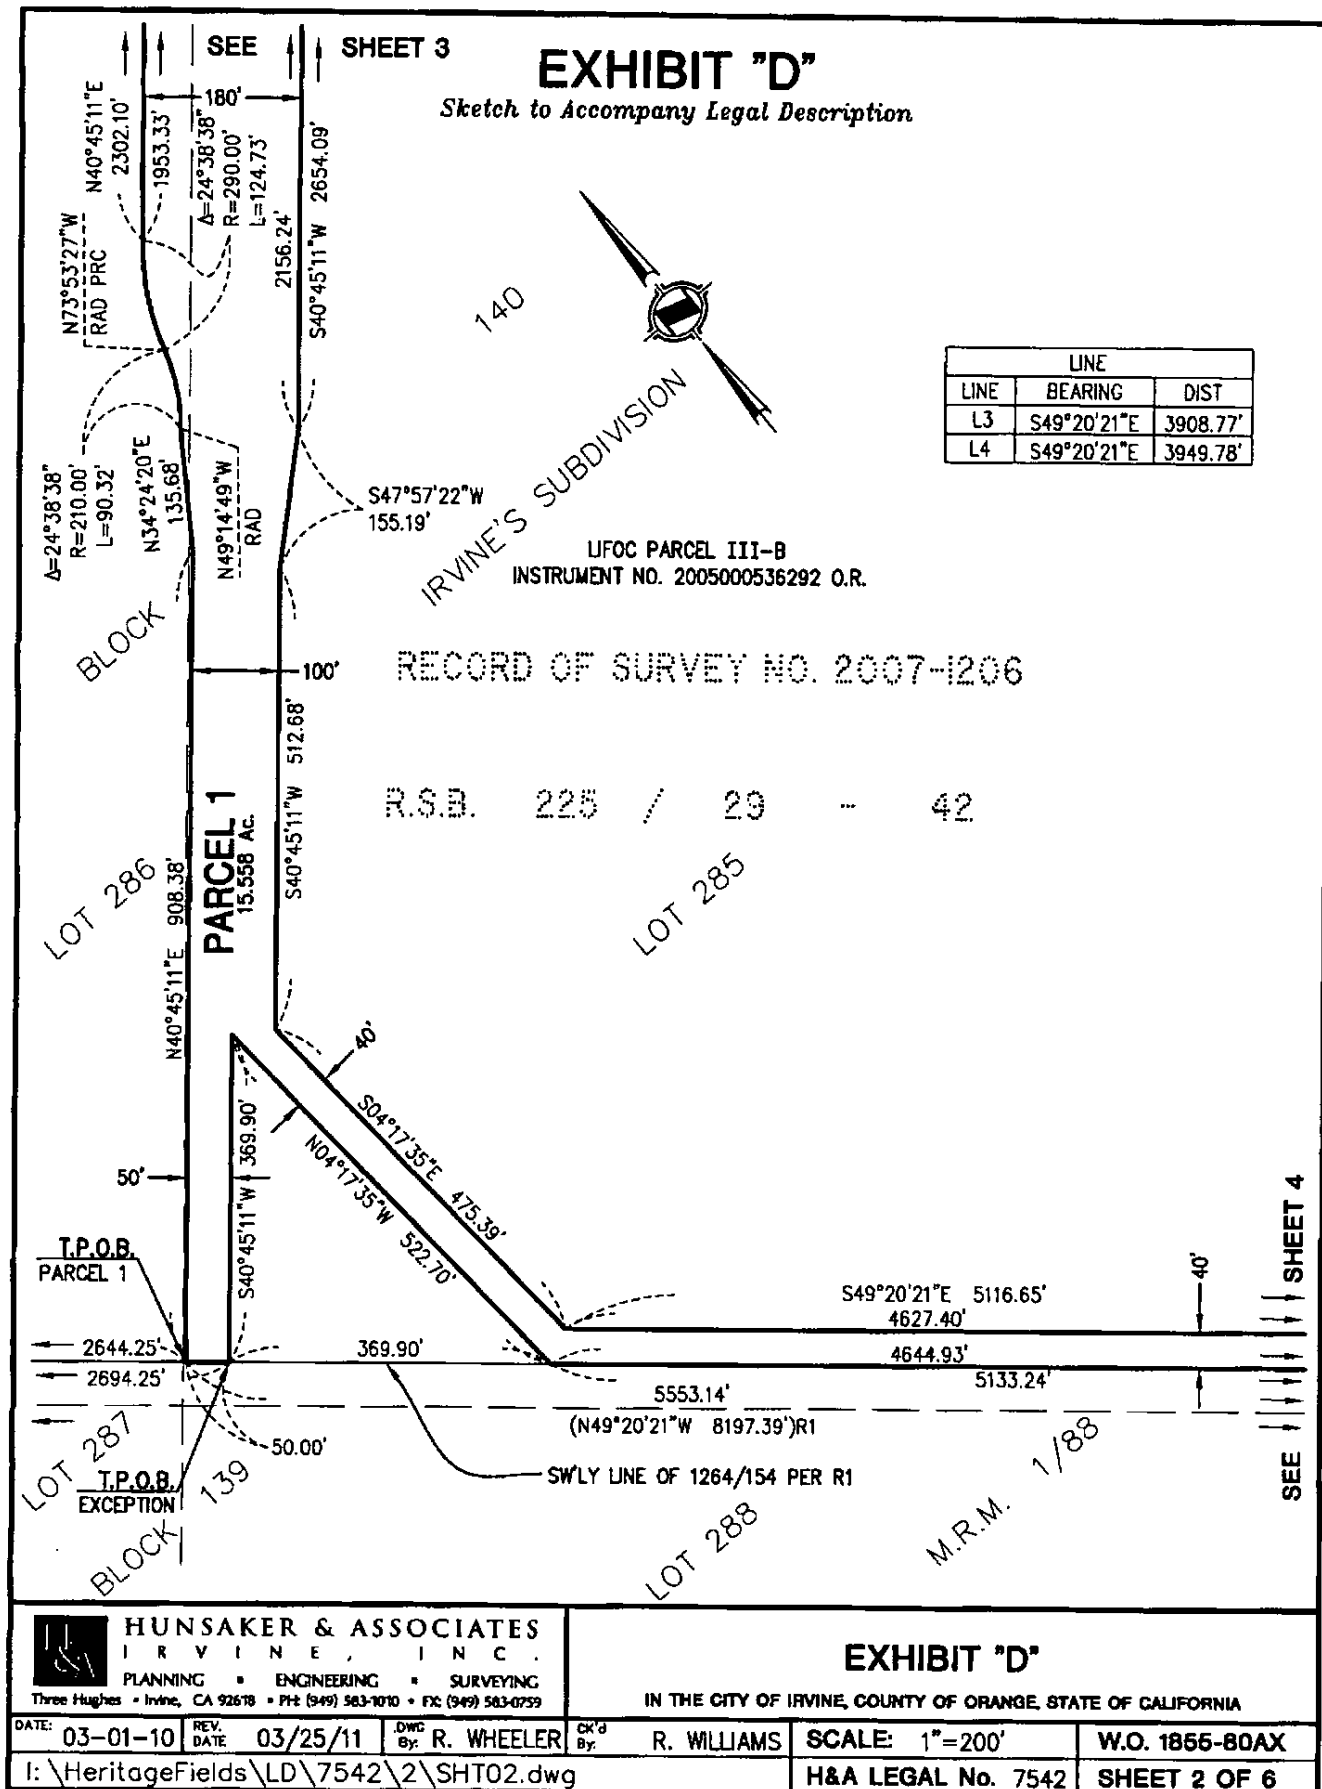 SEE SHEET 3
EXHIBIT "D"
Sketch to Accompany Legal Description
180'
N40°45'11"E
2302.10'
1953.33'
Δ=24°38'38"
R=290.00'
L=124.73'
2156.24'
S40°45'11"W 2654.09'
N73°53'27"W
RAD PRC
140
LINE
LINE BEARING DIST
L3 S49°20'21"E 3908.77'
L4 S49°20'21"E 3949.78'
Δ=24°38'38"
R=210.00'
L=90.32'
N34°24'20"E
135.68'
N49°14'49"W
RAD
S47°57'22"W
155.19'
IRVINE'S SUBDIVISION
UFOC PARCEL III-B
INSTRUMENT NO. 2005000536292 O.R.
BLOCK
100'
RECORD OF SURVEY NO. 2007-1206
R.S.B. 225 / 29 - 42
S40°45'11"W 512.68'
PARCEL 1
15.558 Ac.
LOT 286
N40°45'11"E 908.38'
LOT 285
40'
S04°17'35"E 475.39'
N04°17'35"W 522.70'
S40°45'11"W 369.90'
50'
T.P.O.B.
PARCEL 1
SEE SHEET 4
40'
S49°20'21"E 5116.65'
4627.40'
2644.25'
369.90'
4644.93'
2694.25'
5133.24'
5553.14'
(N49°20'21"W 8197.39')R1
50.00'
SW'LY LINE OF 1264/154 PER R1
LOT 287
T.P.O.B.
EXCEPTION
BLOCK 139
LOT 288
M.R.M. 1/88
H&A
HUNSAKER & ASSOCIATES
IRVINE, INC.
PLANNING ▪ ENGINEERING ▪ SURVEYING
Three Hughes • Irvine, CA 92618 • PH: (949) 583-1010 • FX: (949) 583-0759
EXHIBIT "D"
IN THE CITY OF IRVINE, COUNTY OF ORANGE, STATE OF CALIFORNIA
DATE: 03-01-10 REV. DATE 03/25/11 DWG By: R. WHEELER CK'd By: R. WILLIAMS SCALE: 1"=200' W.O. 1855-80AX
I:\HeritageFields\LD\7542\2\SHT02.dwg H&A LEGAL No. 7542 SHEET 2 OF 6